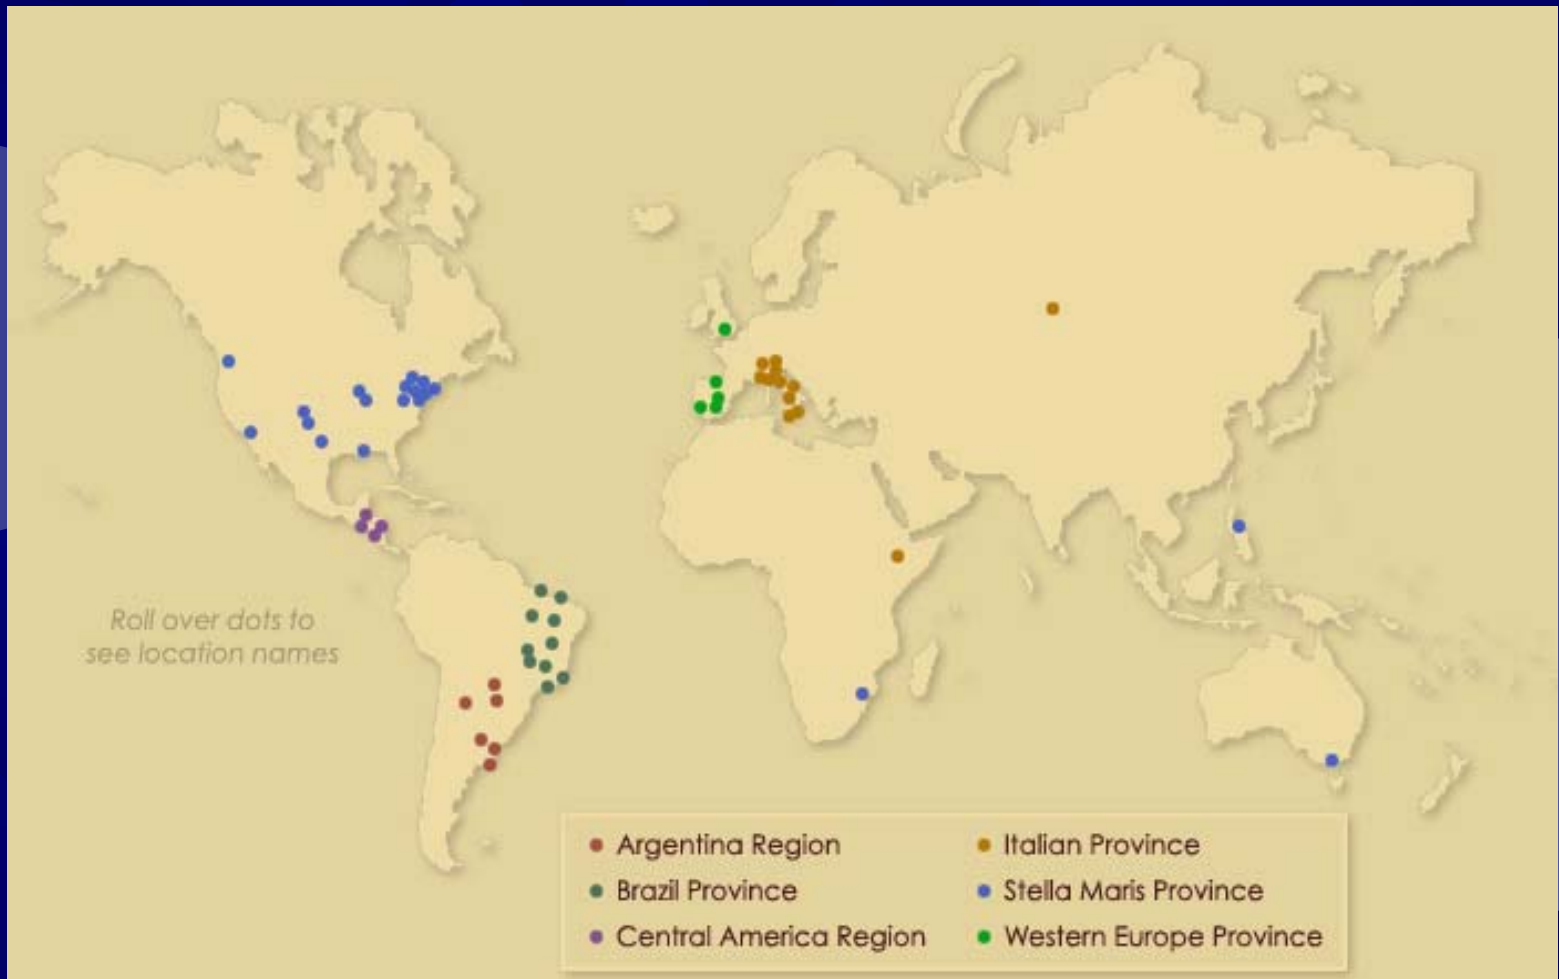 Roll over dots to
see location names
Argentina Region
Brazil Province
Central America Region
Italian Province
Stella Maris Province
Western Europe Province